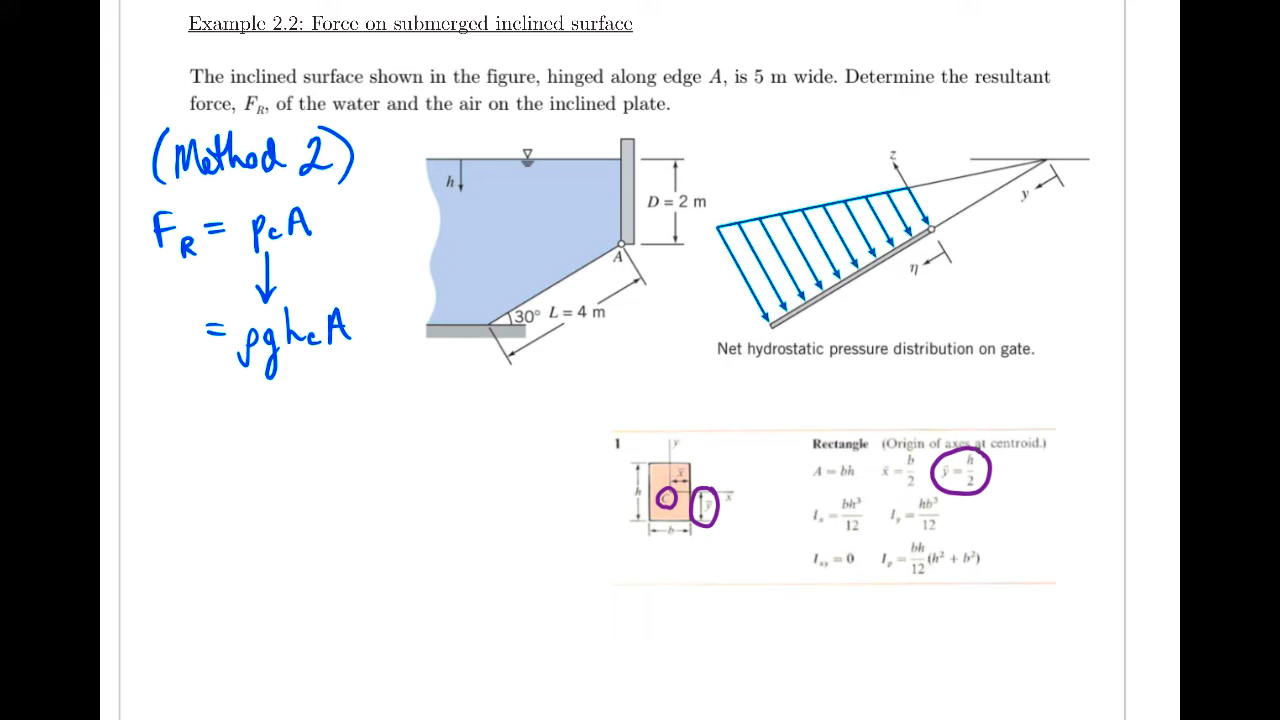 Example 2.2: Force on submerged inclined surface
The inclined surface shown in the figure, hinged along edge A, is 5 m wide. Determine the resultant
force, F_R, of the water and the air on the inclined plate.
(Method 2)
F_R = p_c A
= ρgh_c A
h
D = 2 m
A
30° L = 4 m
z
y
η
Net hydrostatic pressure distribution on gate.
1
y
x̄
h
C
ȳ
x
b
Rectangle (Origin of axes at centroid.)
A = bh x̄ = b/2 ȳ = h/2
I_x = bh³/12 I_y = hb³/12
I_xy = 0 I_p = bh/12 (h² + b²)